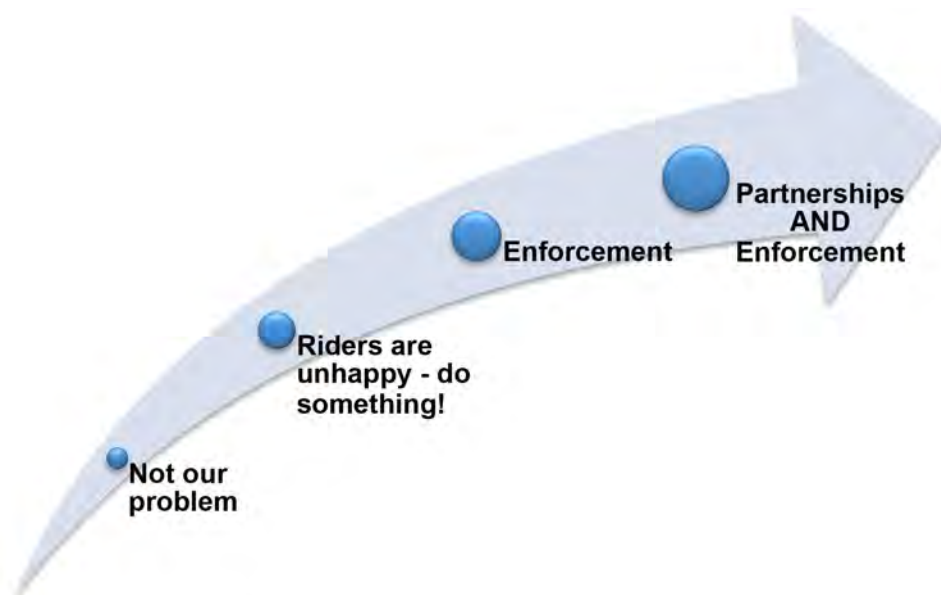 Not our
problem
Riders are
unhappy - do
something!
Enforcement
Partnerships
AND
Enforcement